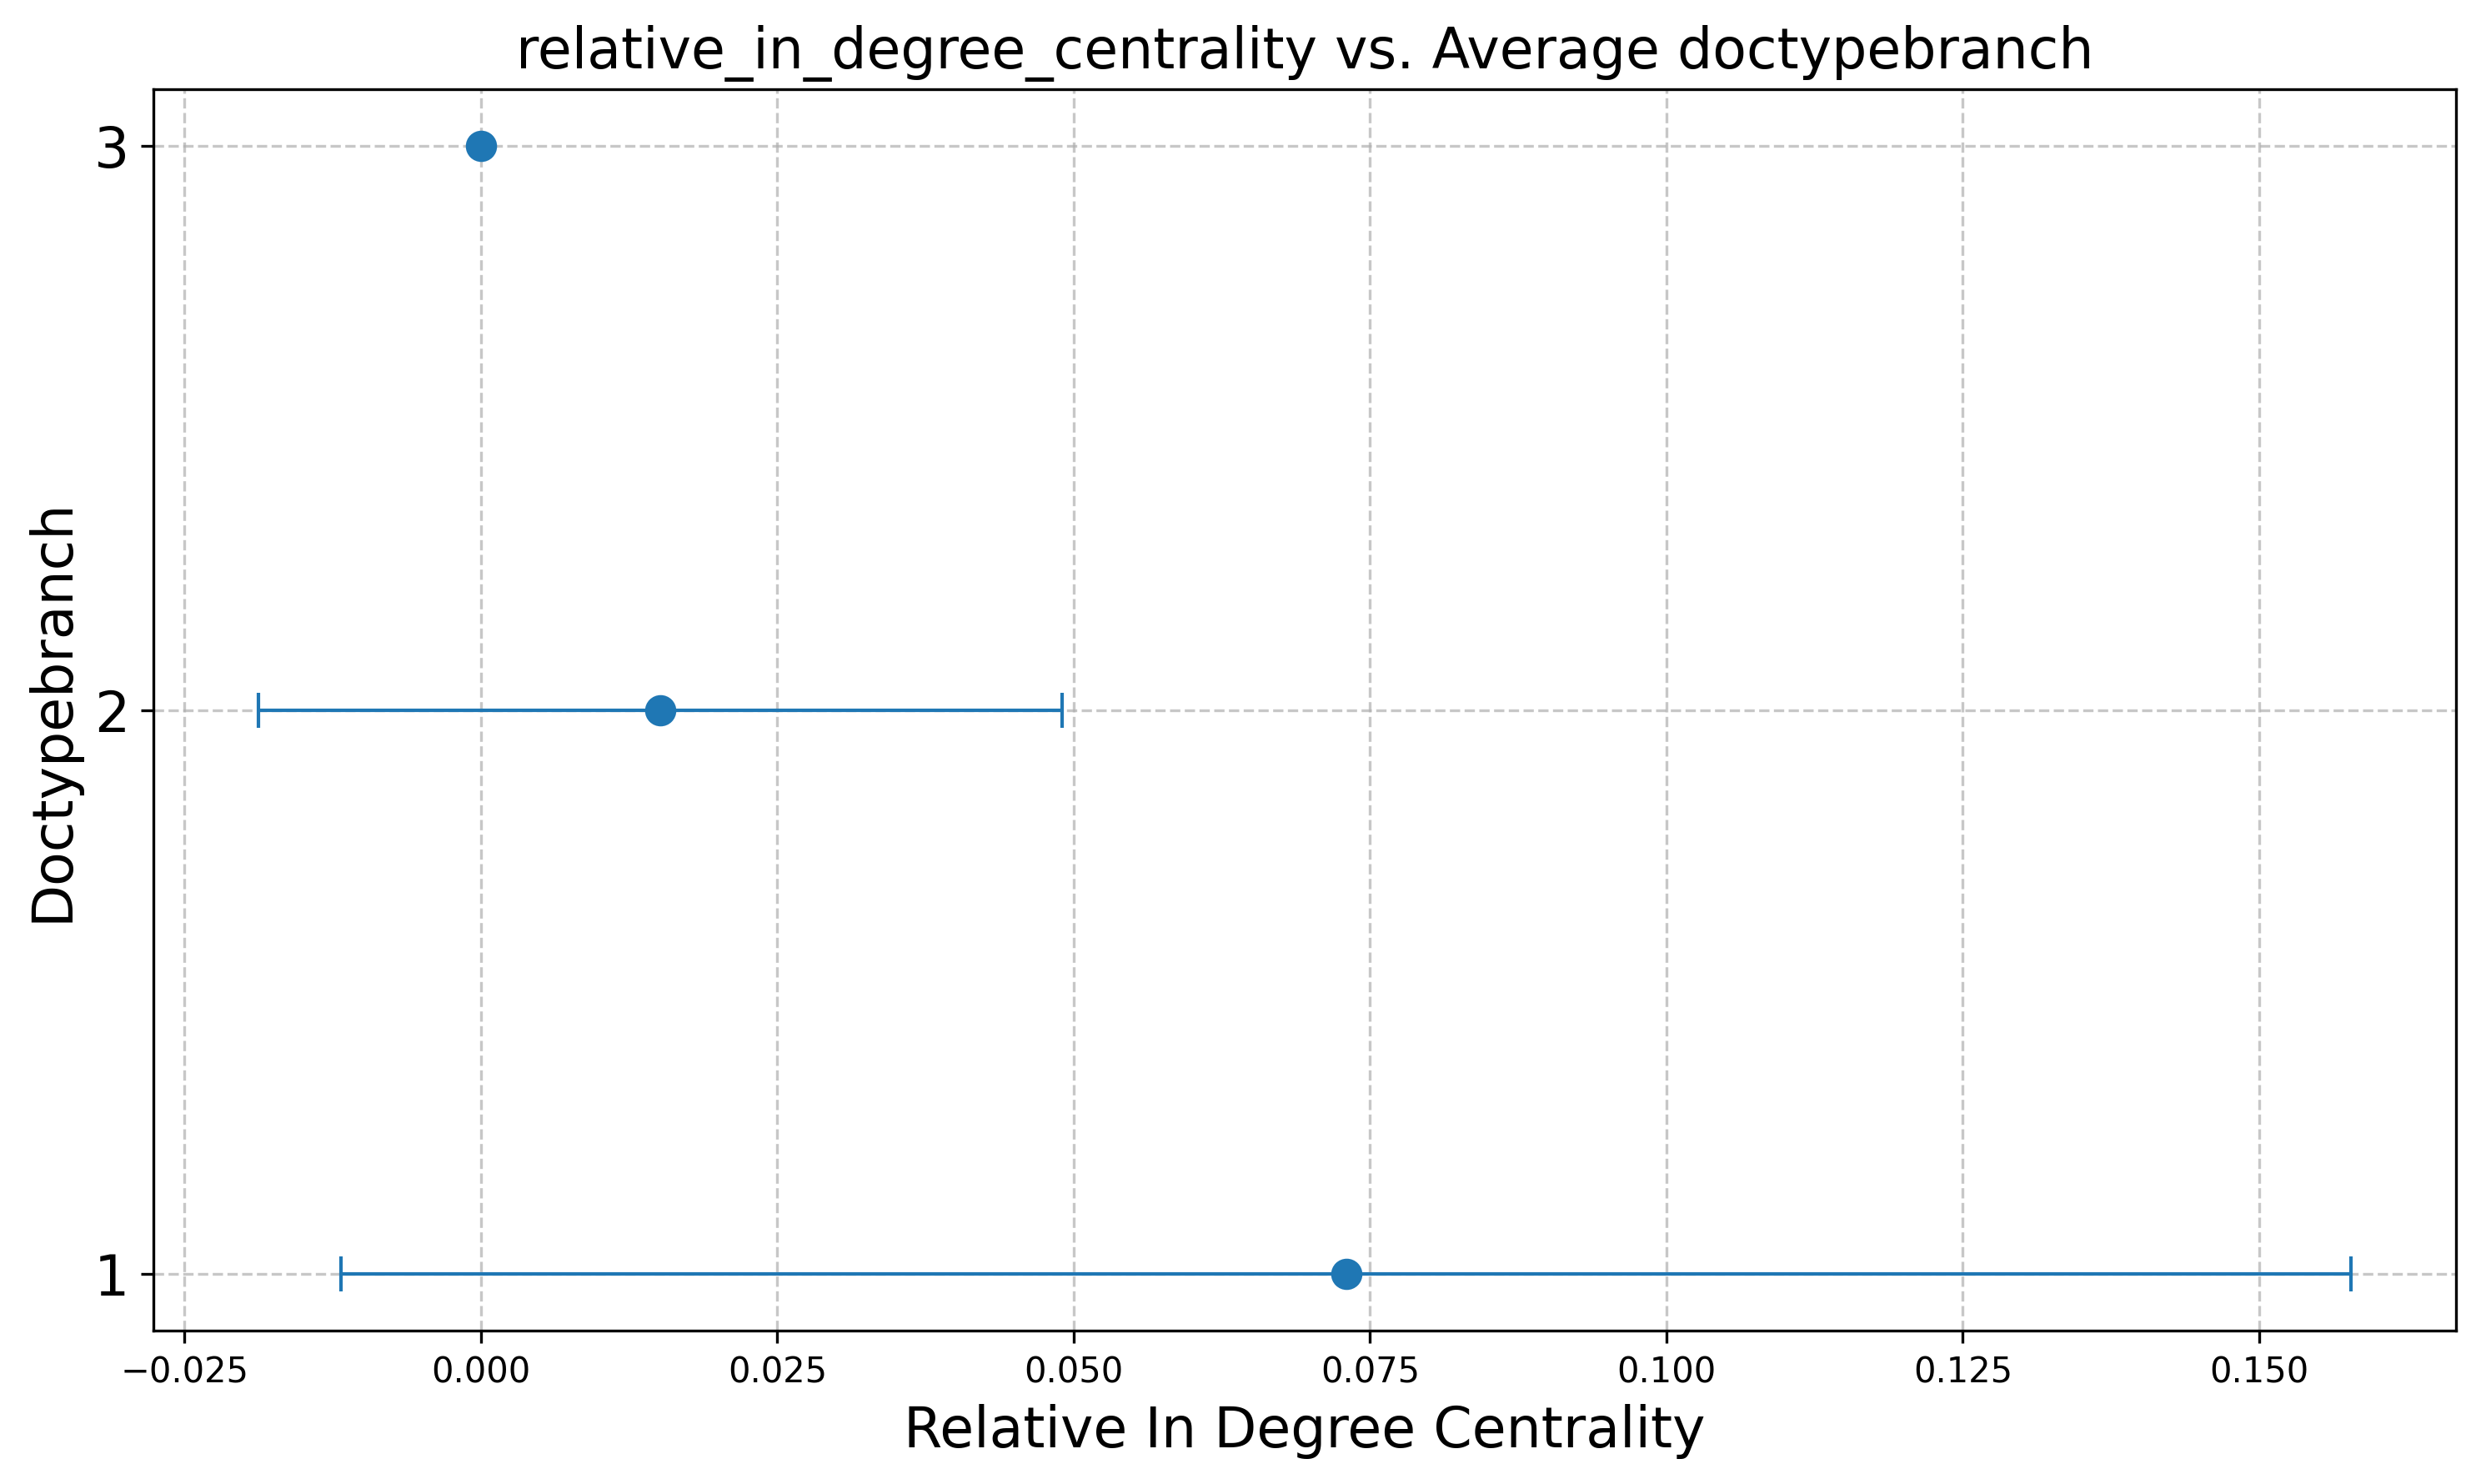 relative_in_degree_centrality vs. Average doctypebranch
3
2
1
Doctypebranch
−0.025 0.000 0.025 0.050 0.075 0.100 0.125 0.150
Relative In Degree Centrality